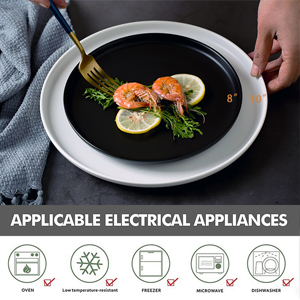 8" 10"
APPLICABLE ELECTRICAL APPLIANCES
OVEN
Low temperature-resistant
FREEZER
MICROWAVE
DISHWASHER